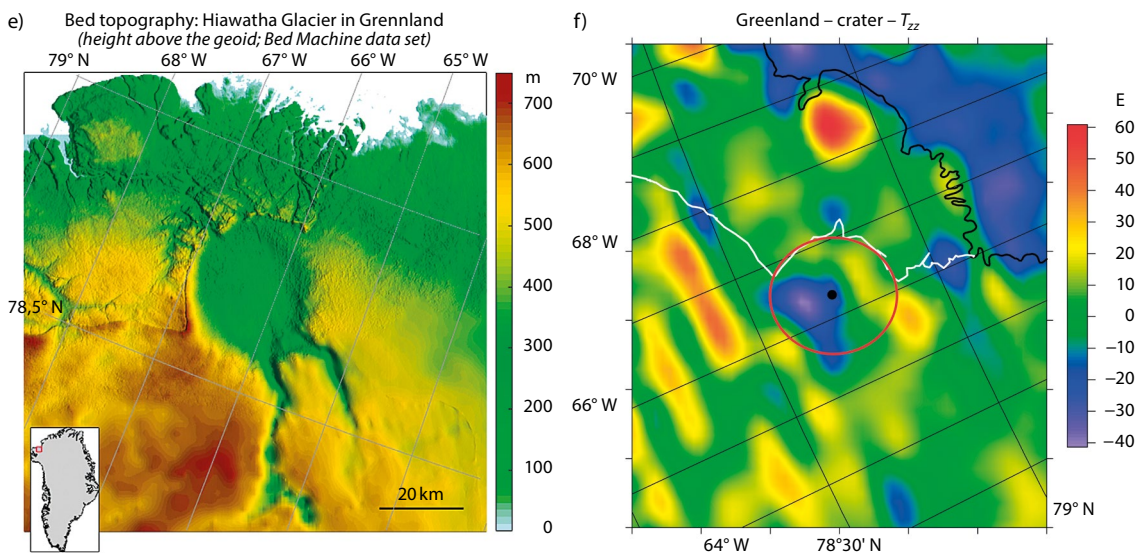 e)
Bed topography: Hiawatha Glacier in Grennland
(height above the geoid; Bed Machine data set)
79° N
68° W
67° W
66° W
65° W
m
700
600
500
400
300
200
100
0
78,5° N
20 km
f)
Greenland – crater – Tzz
70° W
68° W
66° W
64° W
78°30' N
79° N
E
60
50
40
30
20
10
0
−10
−20
−30
−40